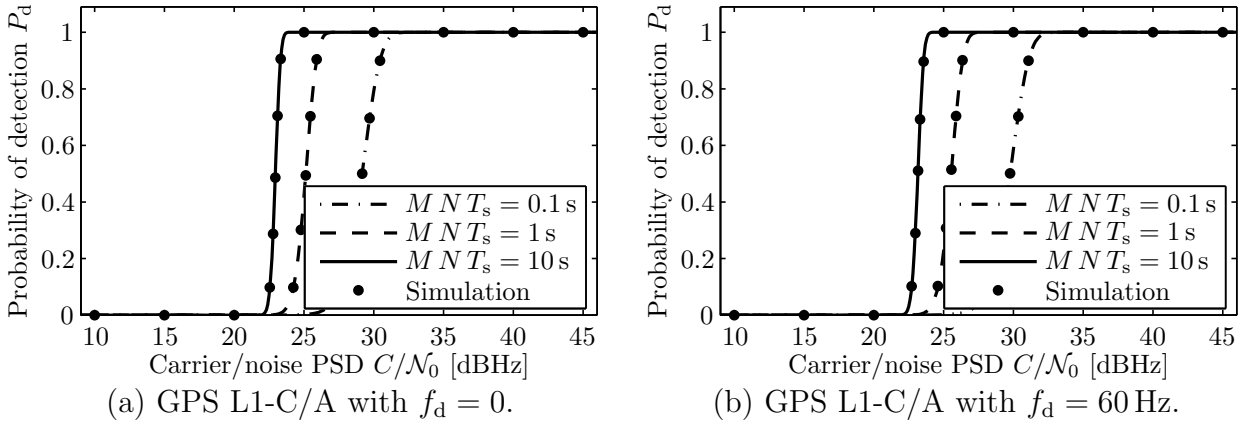 Probability of detection P_d
1
0.8
0.6
0.4
0.2
0
10 15 20 25 30 35 40 45
Carrier/noise PSD C/𝒩_0 [dBHz]
M N T_s = 0.1 s
M N T_s = 1 s
M N T_s = 10 s
Simulation
(a) GPS L1-C/A with f_d = 0.
Probability of detection P_d
1
0.8
0.6
0.4
0.2
0
10 15 20 25 30 35 40 45
Carrier/noise PSD C/𝒩_0 [dBHz]
M N T_s = 0.1 s
M N T_s = 1 s
M N T_s = 10 s
Simulation
(b) GPS L1-C/A with f_d = 60 Hz.